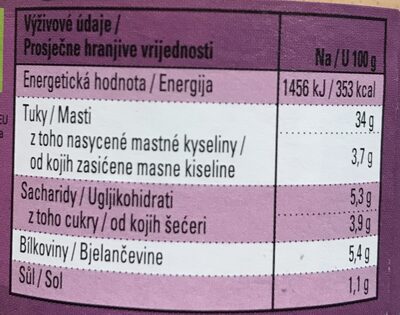 Výživové údaje /
Prosječne hranjive vrijednosti Na / U 100 g
Energetická hodnota / Energija 1456 kJ / 353 kcal
Tuky / Masti 34 g
z toho nasycené mastné kyseliny /
od kojih zasićene masne kiseline 3,7 g
Sacharidy / Ugljikohidrati 5,3 g
z toho cukry / od kojih šećeri 3,9 g
Bílkoviny / Bjelančevine 5,4 g
Sůl / Sol 1,1 g
EU